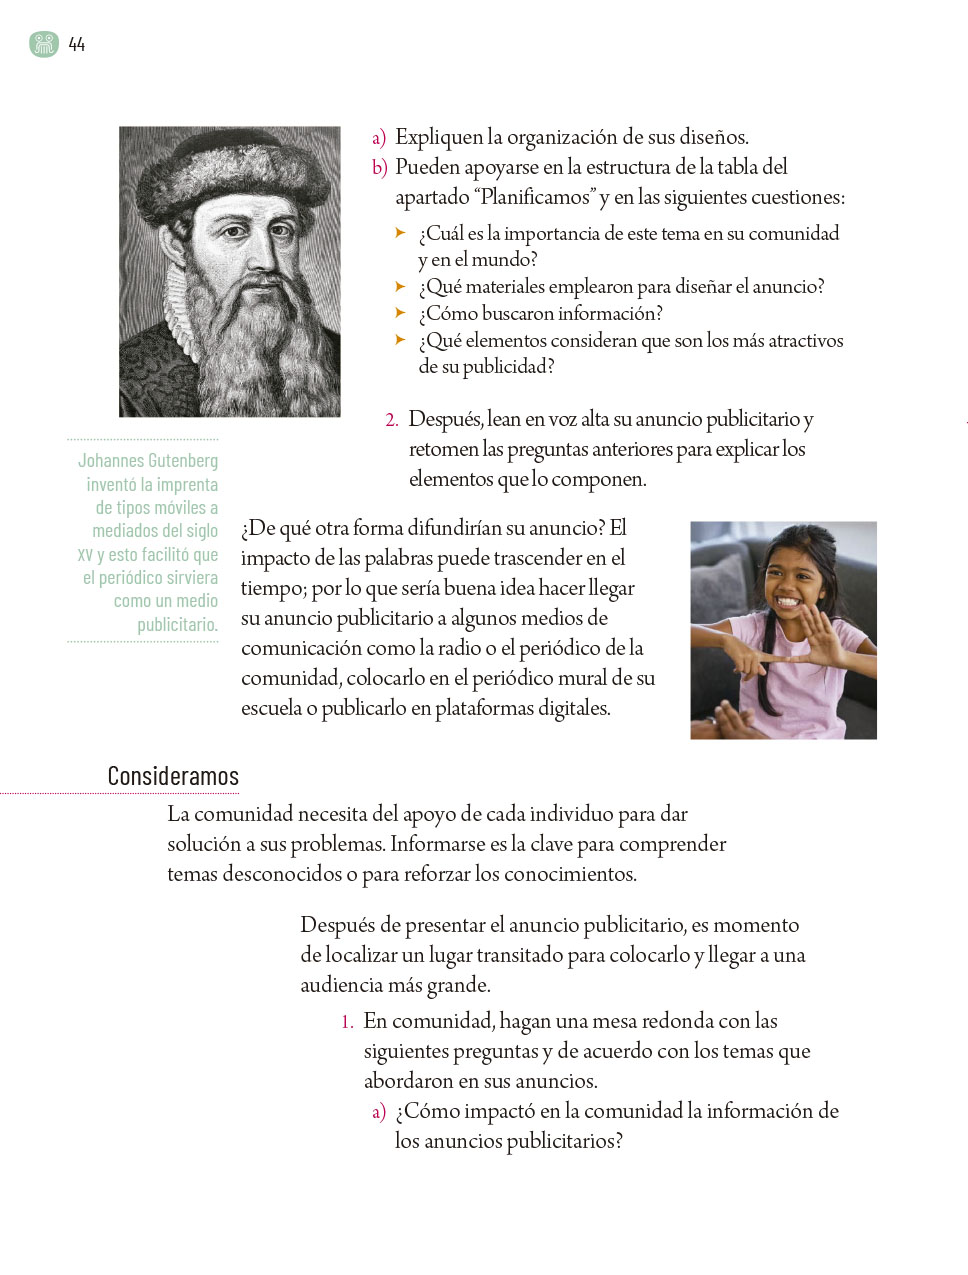 44
a) Expliquen la organización de sus diseños.
b) Pueden apoyarse en la estructura de la tabla del
apartado “Planificamos” y en las siguientes cuestiones:
➤ ¿Cuál es la importancia de este tema en su comunidad
y en el mundo?
➤ ¿Qué materiales emplearon para diseñar el anuncio?
➤ ¿Cómo buscaron información?
➤ ¿Qué elementos consideran que son los más atractivos
de su publicidad?
2. Después, lean en voz alta su anuncio publicitario y
retomen las preguntas anteriores para explicar los
elementos que lo componen.
Johannes Gutenberg
inventó la imprenta
de tipos móviles a
mediados del siglo
XV y esto facilitó que
el periódico sirviera
como un medio
publicitario.
¿De qué otra forma difundirían su anuncio? El
impacto de las palabras puede trascender en el
tiempo; por lo que sería buena idea hacer llegar
su anuncio publicitario a algunos medios de
comunicación como la radio o el periódico de la
comunidad, colocarlo en el periódico mural de su
escuela o publicarlo en plataformas digitales.
Consideramos
La comunidad necesita del apoyo de cada individuo para dar
solución a sus problemas. Informarse es la clave para comprender
temas desconocidos o para reforzar los conocimientos.
Después de presentar el anuncio publicitario, es momento
de localizar un lugar transitado para colocarlo y llegar a una
audiencia más grande.
1. En comunidad, hagan una mesa redonda con las
siguientes preguntas y de acuerdo con los temas que
abordaron en sus anuncios.
a) ¿Cómo impactó en la comunidad la información de
los anuncios publicitarios?